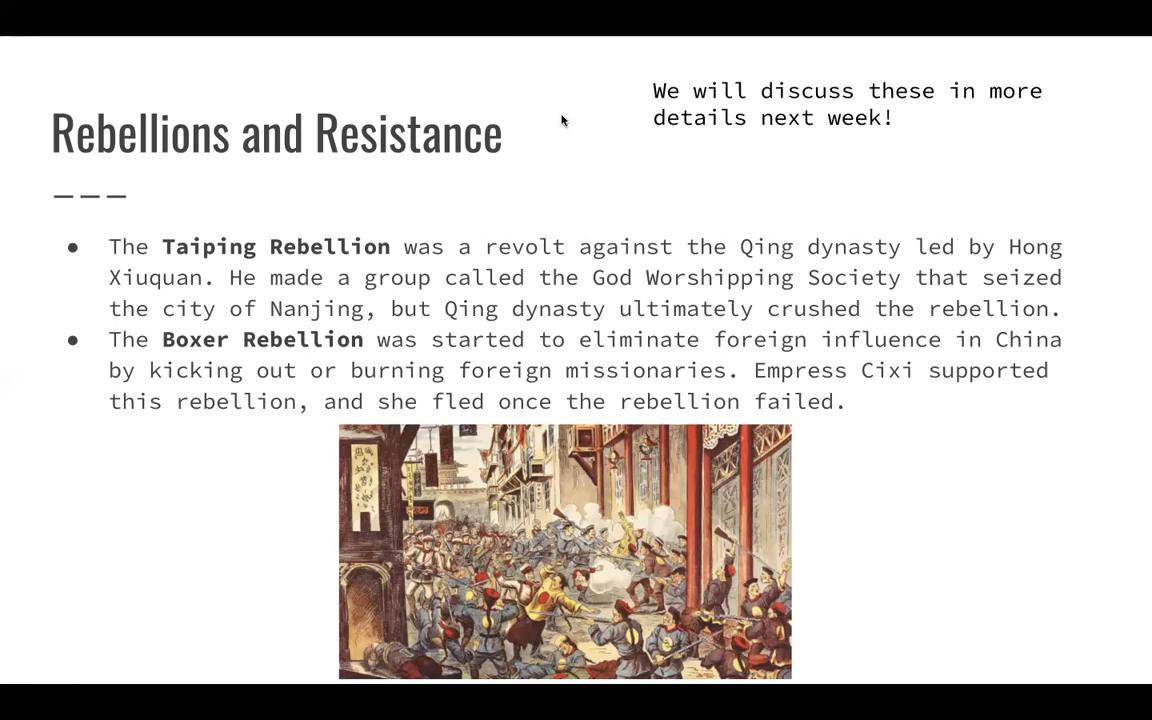 We will discuss these in more
details next week!
Rebellions and Resistance
● The Taiping Rebellion was a revolt against the Qing dynasty led by Hong
Xiuquan. He made a group called the God Worshipping Society that seized
the city of Nanjing, but Qing dynasty ultimately crushed the rebellion.
● The Boxer Rebellion was started to eliminate foreign influence in China
by kicking out or burning foreign missionaries. Empress Cixi supported
this rebellion, and she fled once the rebellion failed.